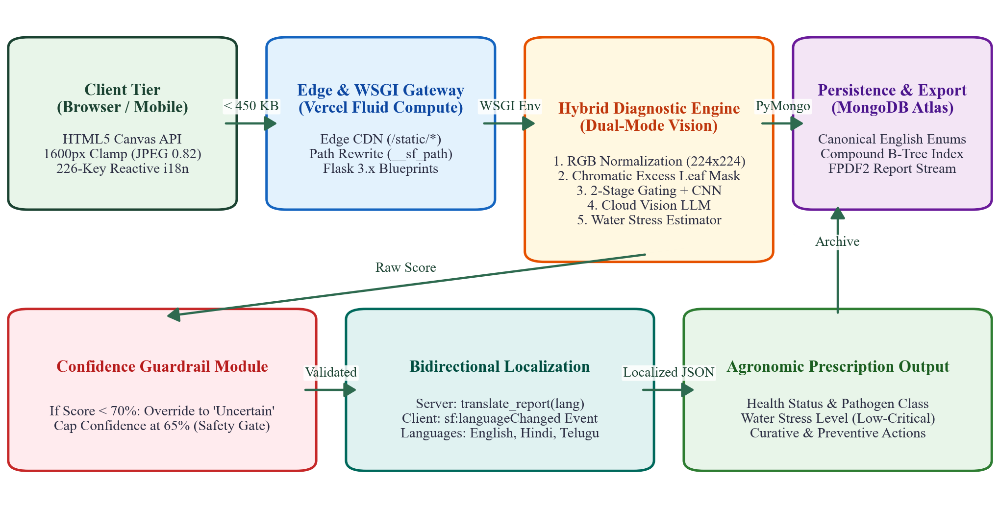 Client Tier
(Browser / Mobile)
HTML5 Canvas API
1600px Clamp (JPEG 0.82)
226-Key Reactive i18n
< 450 KB
Edge & WSGI Gateway
(Vercel Fluid Compute)
Edge CDN (/static/*)
Path Rewrite (__sf_path)
Flask 3.x Blueprints
WSGI Env
Hybrid Diagnostic Engine
(Dual-Mode Vision)
1. RGB Normalization (224x224)
2. Chromatic Excess Leaf Mask
3. 2-Stage Gating + CNN
4. Cloud Vision LLM
5. Water Stress Estimator
PyMongo
Persistence & Export
(MongoDB Atlas)
Canonical English Enums
Compound B-Tree Index
FPDF2 Report Stream
Archive
Raw Score
Confidence Guardrail Module
If Score < 70%: Override to 'Uncertain'
Cap Confidence at 65% (Safety Gate)
Validated
Bidirectional Localization
Server: translate_report(lang)
Client: sf:languageChanged Event
Languages: English, Hindi, Telugu
Localized JSON
Agronomic Prescription Output
Health Status & Pathogen Class
Water Stress Level (Low-Critical)
Curative & Preventive Actions